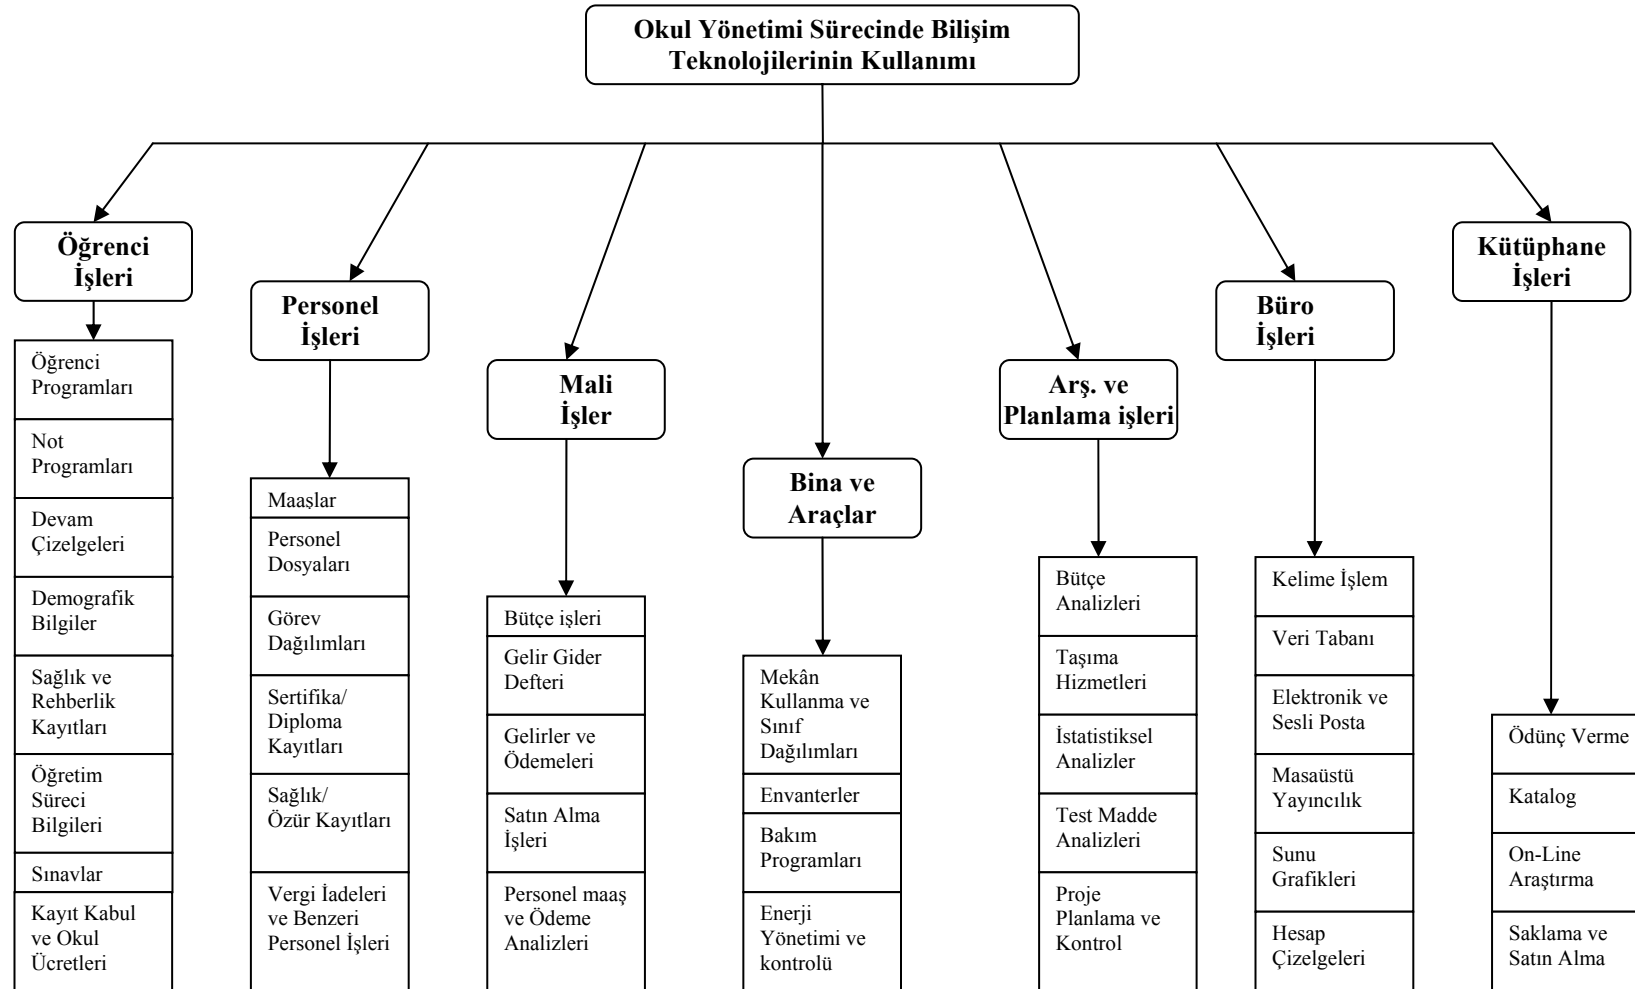 Okul Yönetimi Sürecinde Bilişim
Teknolojilerinin Kullanımı
Öğrenci
İşleri
Öğrenci
Programları
Not
Programları
Devam
Çizelgeleri
Demografik
Bilgiler
Sağlık ve
Rehberlik
Kayıtları
Öğretim
Süreci
Bilgileri
Sınavlar
Kayıt Kabul
ve Okul
Ücretleri
Personel
İşleri
Maaşlar
Personel
Dosyaları
Görev
Dağılımları
Sertifika/
Diploma
Kayıtları
Sağlık/
Özür Kayıtları
Vergi İadeleri
ve Benzeri
Personel İşleri
Mali
İşler
Bütçe işleri
Gelir Gider
Defteri
Gelirler ve
Ödemeleri
Satın Alma
İşleri
Personel maaş
ve Ödeme
Analizleri
Bina ve
Araçlar
Mekân
Kullanma ve
Sınıf
Dağılımları
Envanterler
Bakım
Programları
Enerji
Yönetimi ve
kontrolü
Arş. ve
Planlama işleri
Bütçe
Analizleri
Taşıma
Hizmetleri
İstatistiksel
Analizler
Test Madde
Analizleri
Proje
Planlama ve
Kontrol
Büro
İşleri
Kelime İşlem
Veri Tabanı
Elektronik ve
Sesli Posta
Masaüstü
Yayıncılık
Sunu
Grafikleri
Hesap
Çizelgeleri
Kütüphane
İşleri
Ödünç Verme
Katalog
On-Line
Araştırma
Saklama ve
Satın Alma